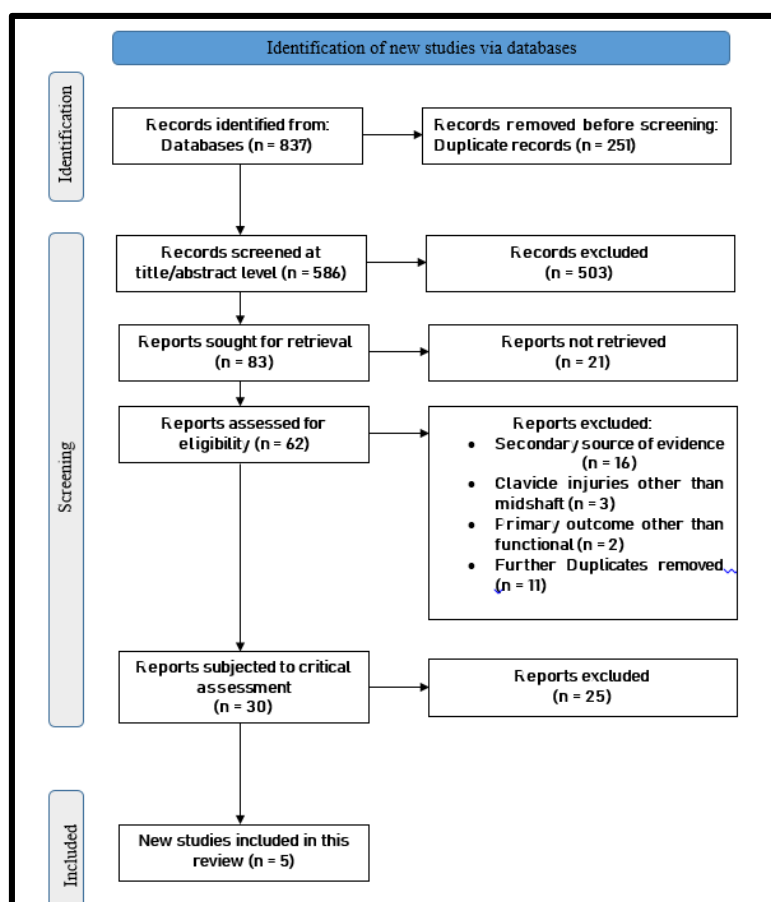 Identification of new studies via databases
Identification
Records identified from:
Databases (n = 837)
Records removed before screening:
Duplicate records (n = 251)
Screening
Records screened at
title/abstract level (n = 586)
Records excluded
(n = 503)
Reports sought for retrieval
(n = 83)
Reports not retrieved
(n = 21)
Reports assessed for
eligibility (n = 62)
Reports excluded:
• Secondary source of evidence
(n = 16)
• Clavicle injuries other than
midshaft (n = 3)
• Primary outcome other than
functional (n = 2)
• Further Duplicates removed
(n = 11)
Reports subjected to critical
assessment
(n = 30)
Reports excluded
(n = 25)
Included
New studies included in this
review (n = 5)